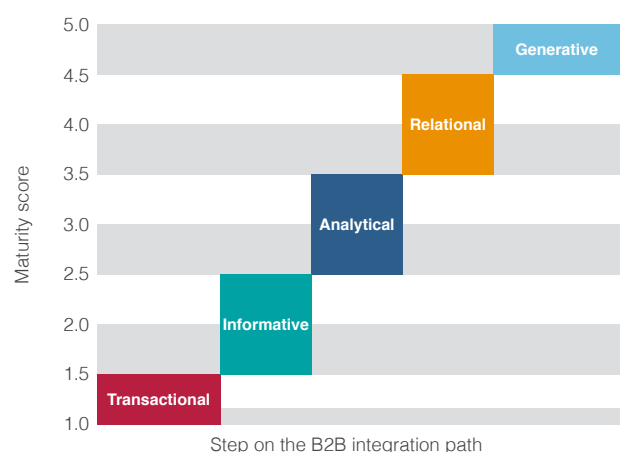 5.0
Generative
4.5
Relational
4.0
3.5
Analytical
3.0
2.5
Informative
2.0
1.5
Transactional
1.0
Maturity score
Step on the B2B integration path